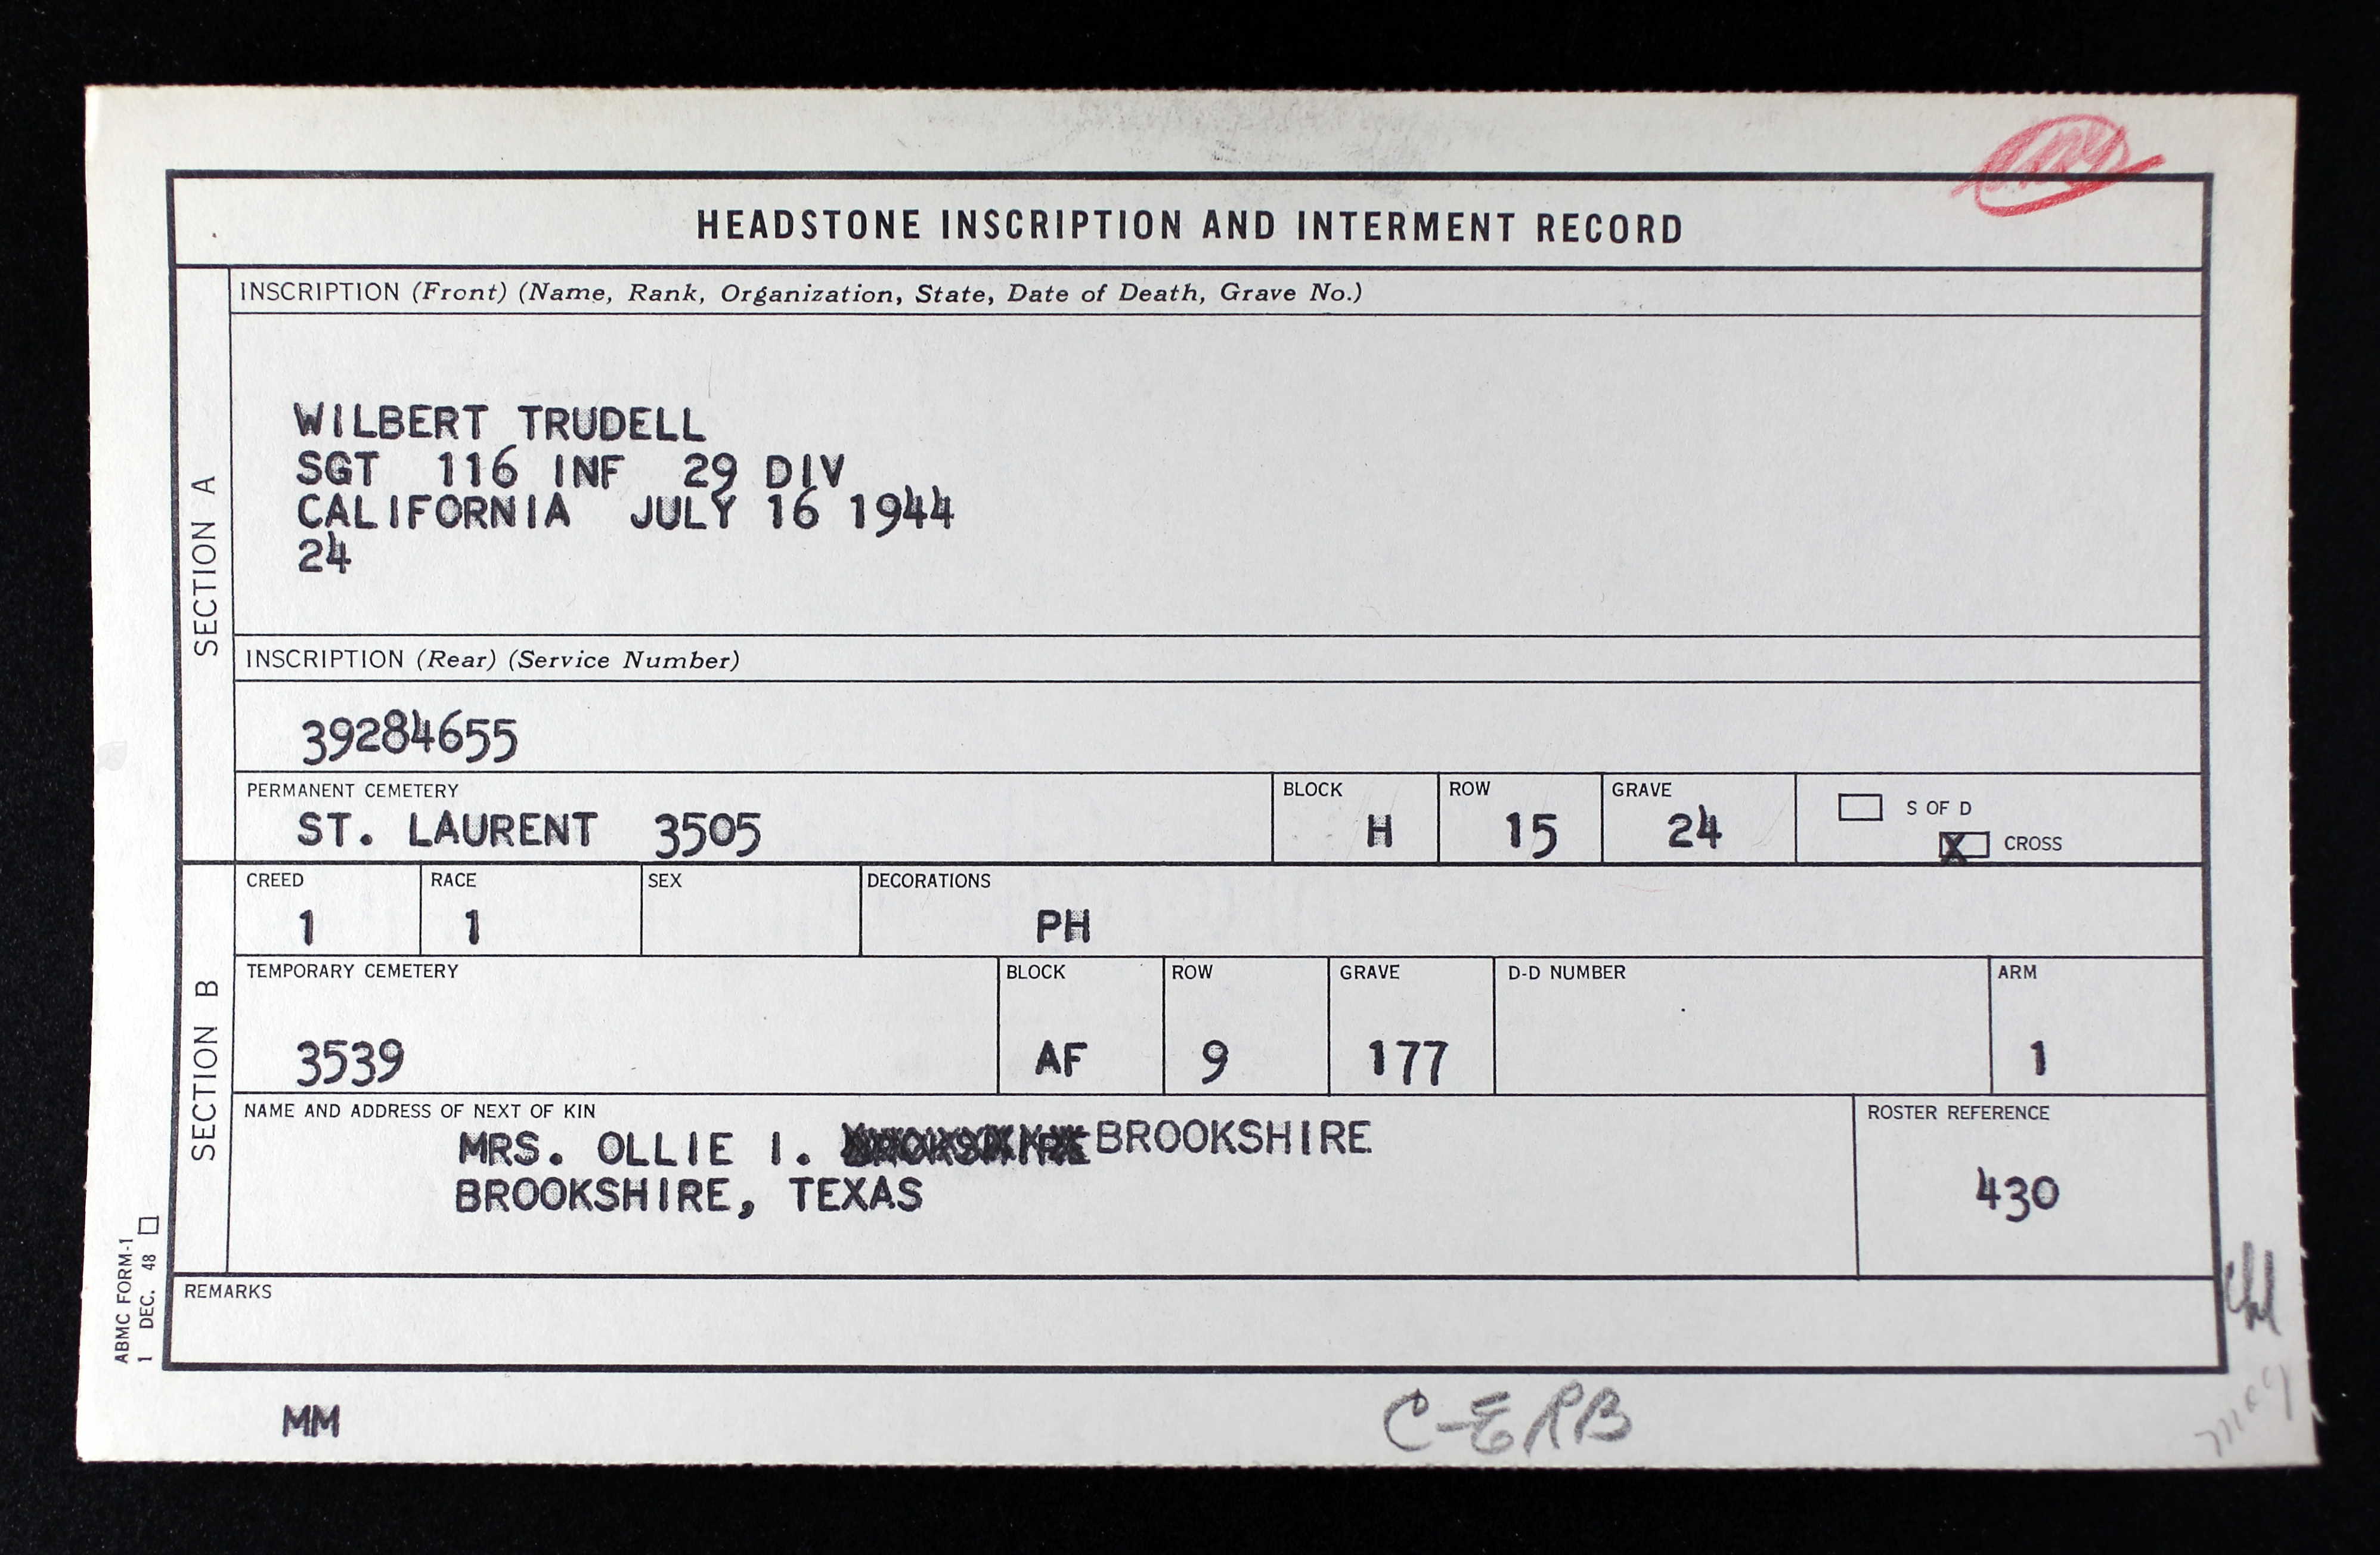 HEADSTONE INSCRIPTION AND INTERMENT RECORD
SECTION A
INSCRIPTION (Front) (Name, Rank, Organization, State, Date of Death, Grave No.)
WILBERT TRUDELL
SGT 116 INF 29 DIV
CALIFORNIA JULY 16 1944
24
INSCRIPTION (Rear) (Service Number)
39284655
PERMANENT CEMETERY
ST. LAURENT 3505
BLOCK
H
ROW
15
GRAVE
24
S OF D
X CROSS
SECTION B
CREED
1
RACE
1
SEX
DECORATIONS
PH
TEMPORARY CEMETERY
3539
BLOCK
AF
ROW
9
GRAVE
177
D-D NUMBER
ARM
1
NAME AND ADDRESS OF NEXT OF KIN
MRS. OLLIE I. BROOKSHIRE
BROOKSHIRE, TEXAS
ROSTER REFERENCE
430
REMARKS
ABMC FORM-1
1 DEC. 48
MM
C-ERB